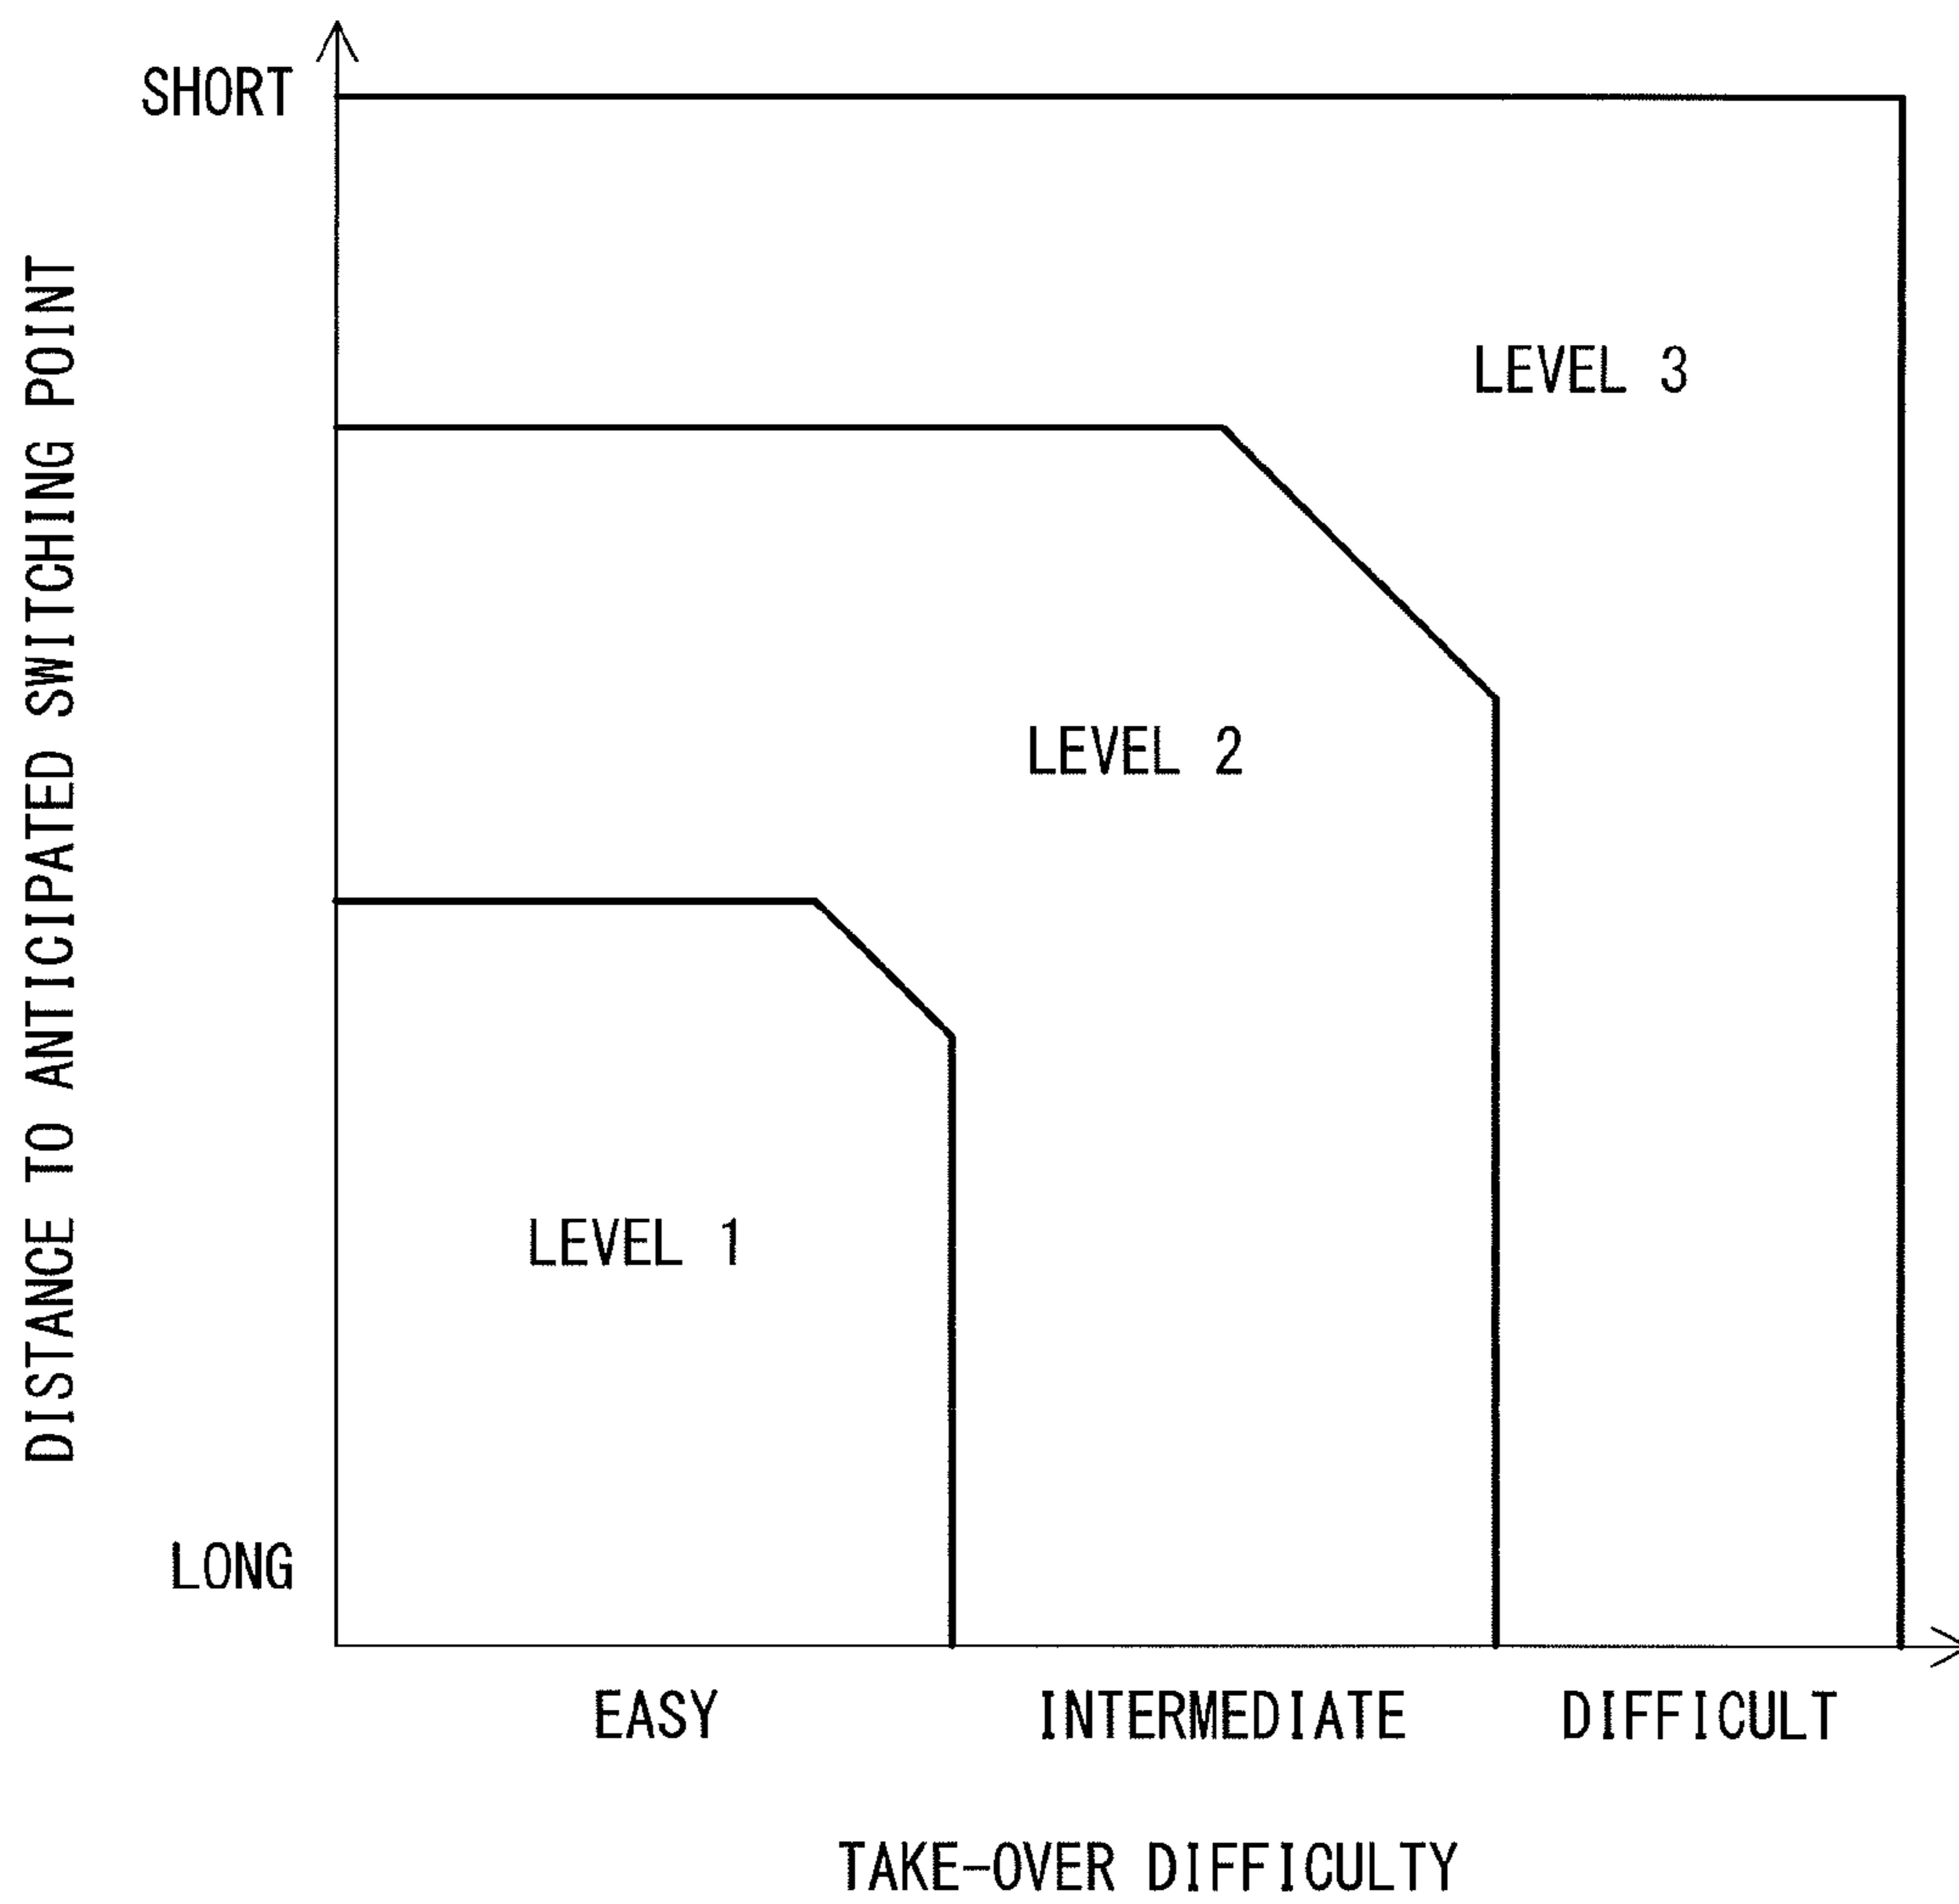 SHORT
DISTANCE TO ANTICIPATED SWITCHING POINT
LEVEL 3
LEVEL 2
LEVEL 1
LONG
EASY
INTERMEDIATE
DIFFICULT
TAKE-OVER DIFFICULTY